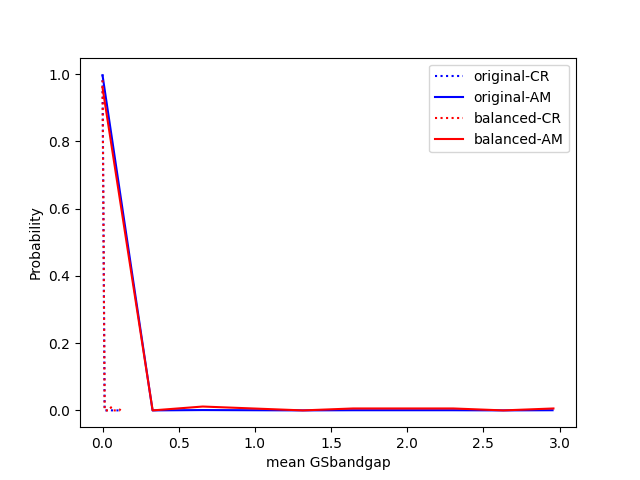 original-CR
original-AM
balanced-CR
balanced-AM
Probability
1.0
0.8
0.6
0.4
0.2
0.0
0.0 0.5 1.0 1.5 2.0 2.5 3.0
mean GSbandgap